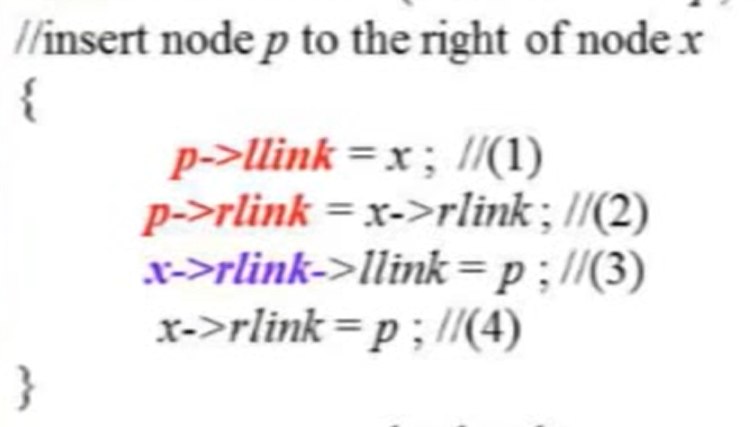 //insert node p to the right of node x
{
p->llink = x ; //(1)
p->rlink = x->rlink ; //(2)
x->rlink->llink = p ; //(3)
x->rlink = p ; //(4)
}